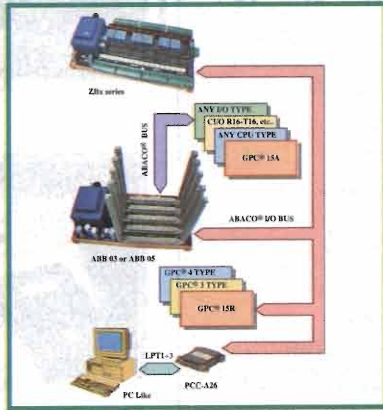 ZBx series
ANY I/O TYPE
CI/O R16-T16, etc..
ANY CPU TYPE
GPC® 15A
ABACO® BUS
ABACO® I/O BUS
ABB 03 or ABB 05
GPC® 4 TYPE
GPC® 3 TYPE
GPC® 15R
LPT1÷3
PCC-A26
PC Like